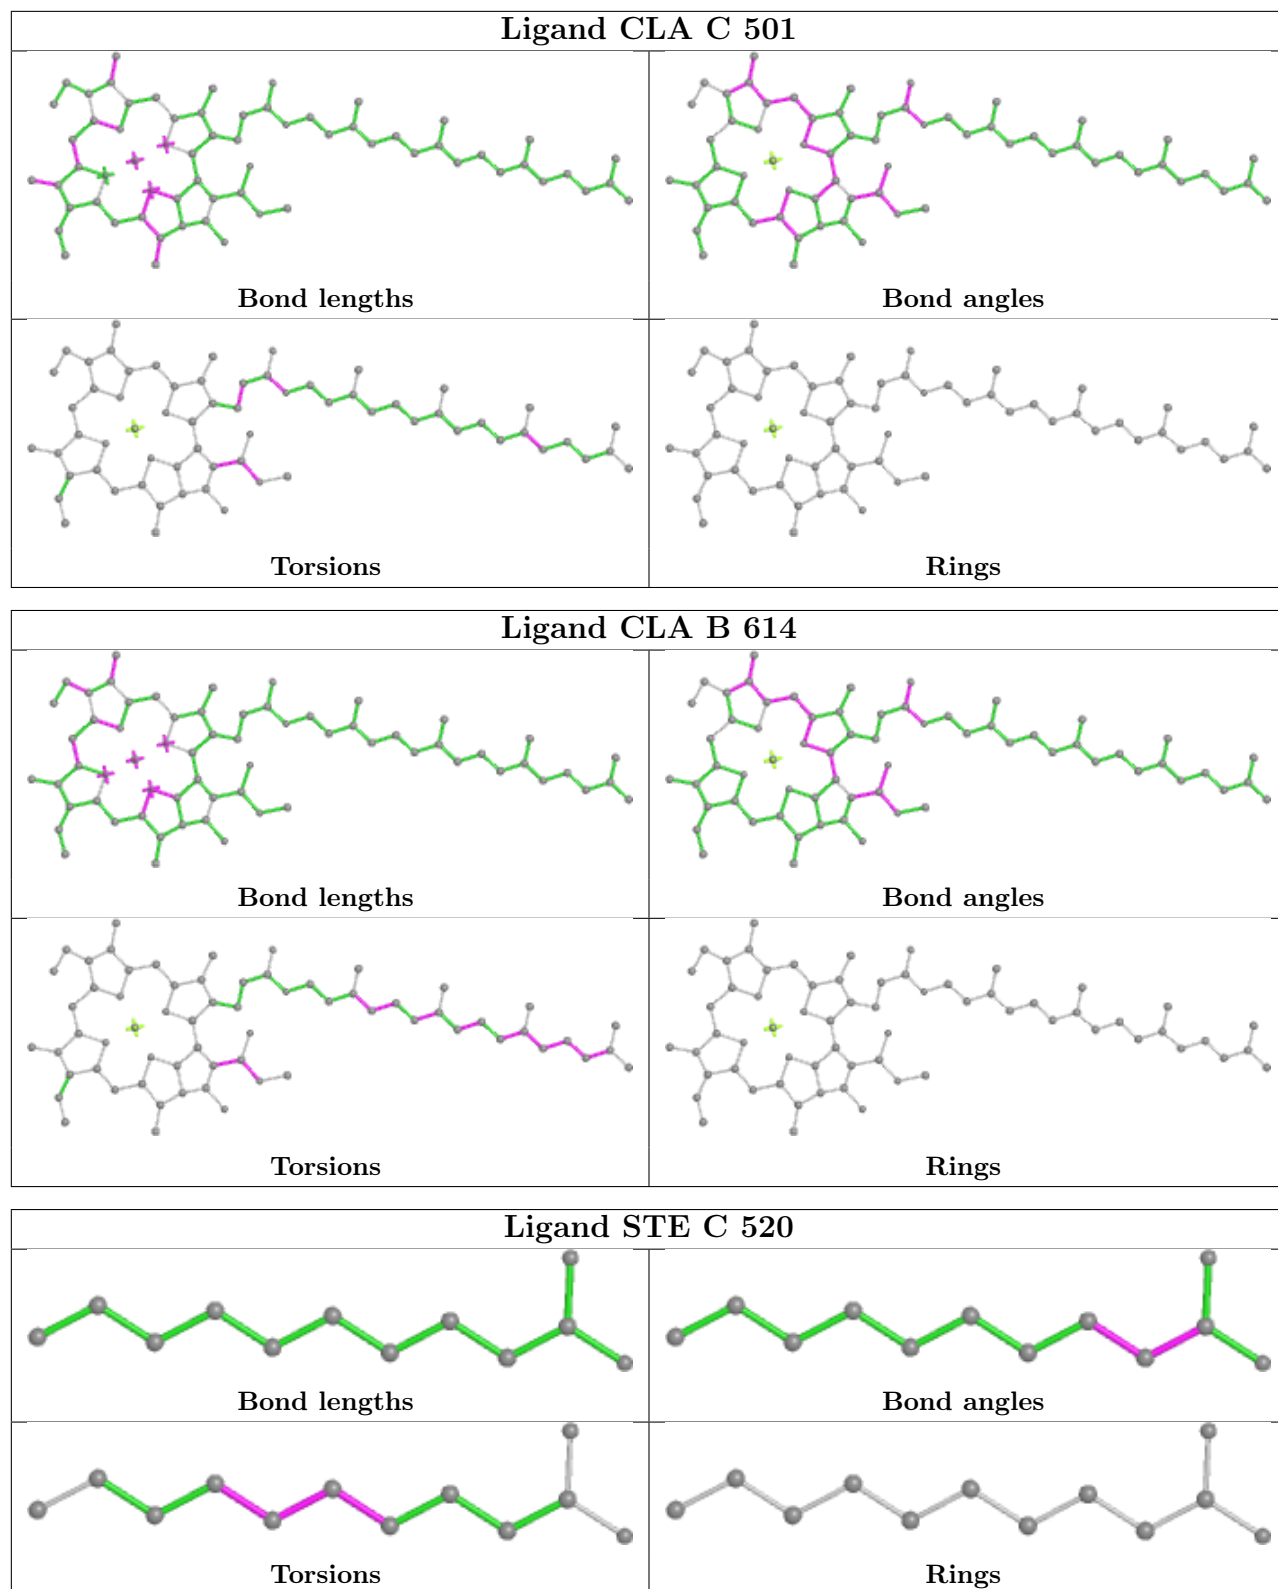 Ligand CLA C 501
Bond lengths
Bond angles
Torsions
Rings
Ligand CLA B 614
Bond lengths
Bond angles
Torsions
Rings
Ligand STE C 520
Bond lengths
Bond angles
Torsions
Rings